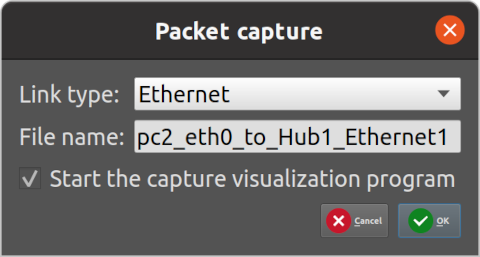 Packet capture
Link type: Ethernet
File name: pc2_eth0_to_Hub1_Ethernet1
Start the capture visualization program
Cancel OK